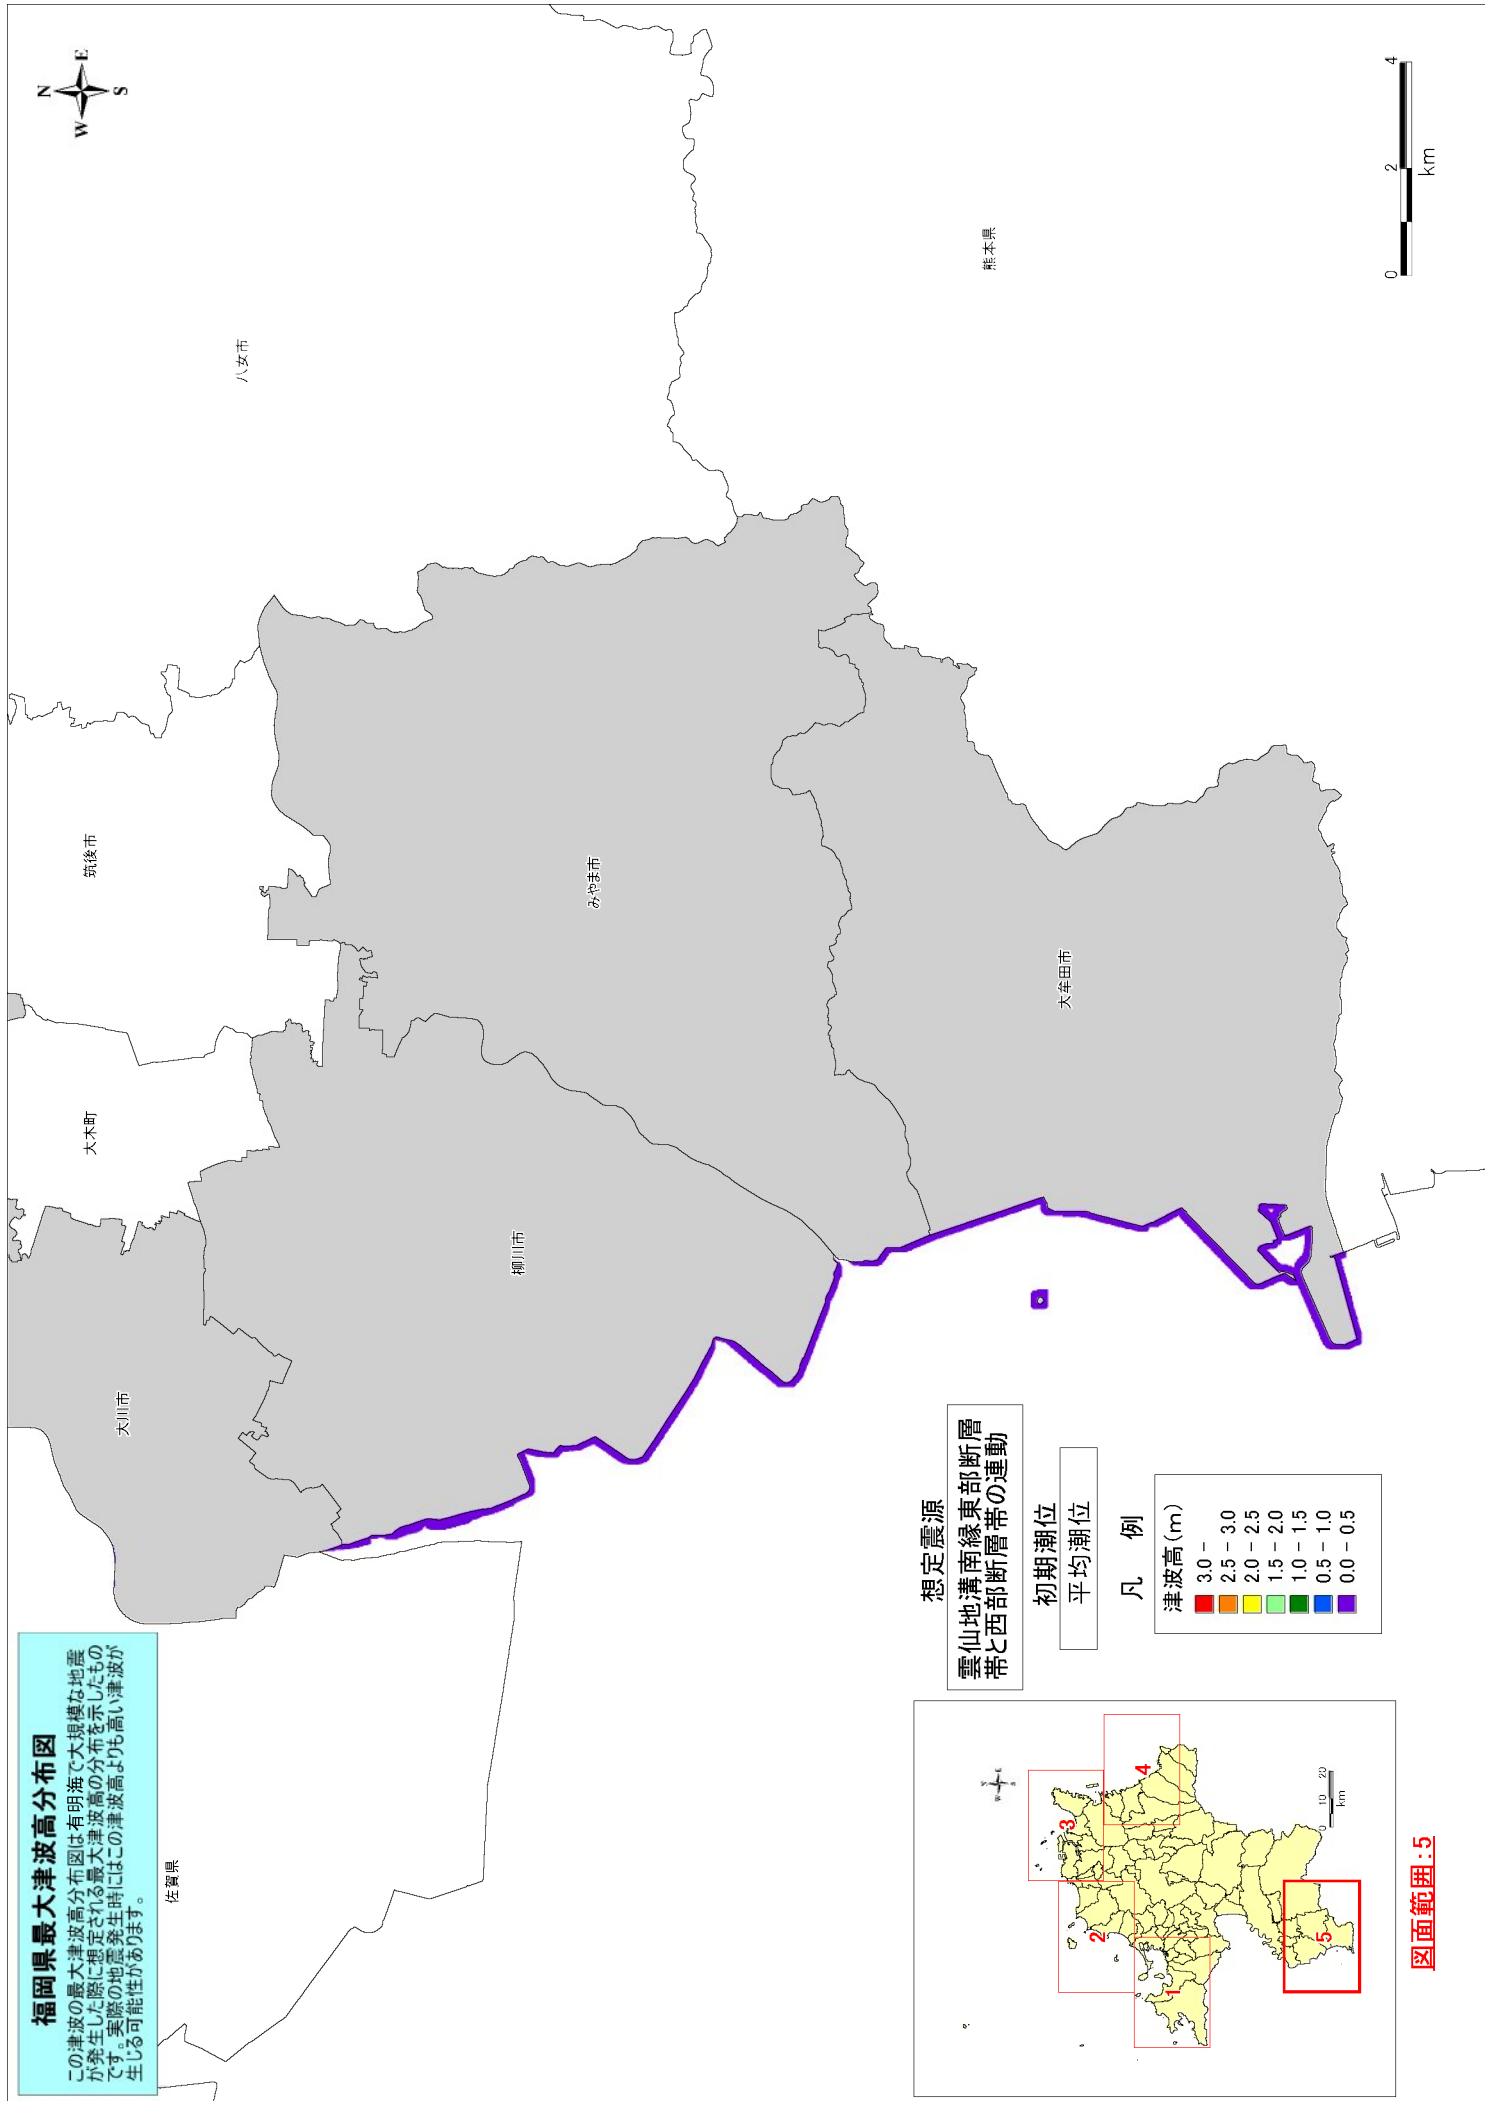 福岡県最大津波高分布図
この津波の最大津波高分布図は有明海で大規模な地震
が発生した際に想定される最大津波高の分布を示したもの
です。実際の地震発生時にはこの津波高よりも高い津波が
生じる可能性があります。
N
W E
S
佐賀県
大川市
大木町
筑後市
八女市
柳川市
みやま市
大牟田市
熊本県
想定震源
雲仙地溝南縁東部断層
帯と西部断層帯の連動
初期潮位
平均潮位
凡 例
津波高(m)
3.0 -
2.5 - 3.0
2.0 - 2.5
1.5 - 2.0
1.0 - 1.5
0.5 - 1.0
0.0 - 0.5
0 2 4
km
N
W E
S
1
2
3
4
5
0 10 20
km
図面範囲:5